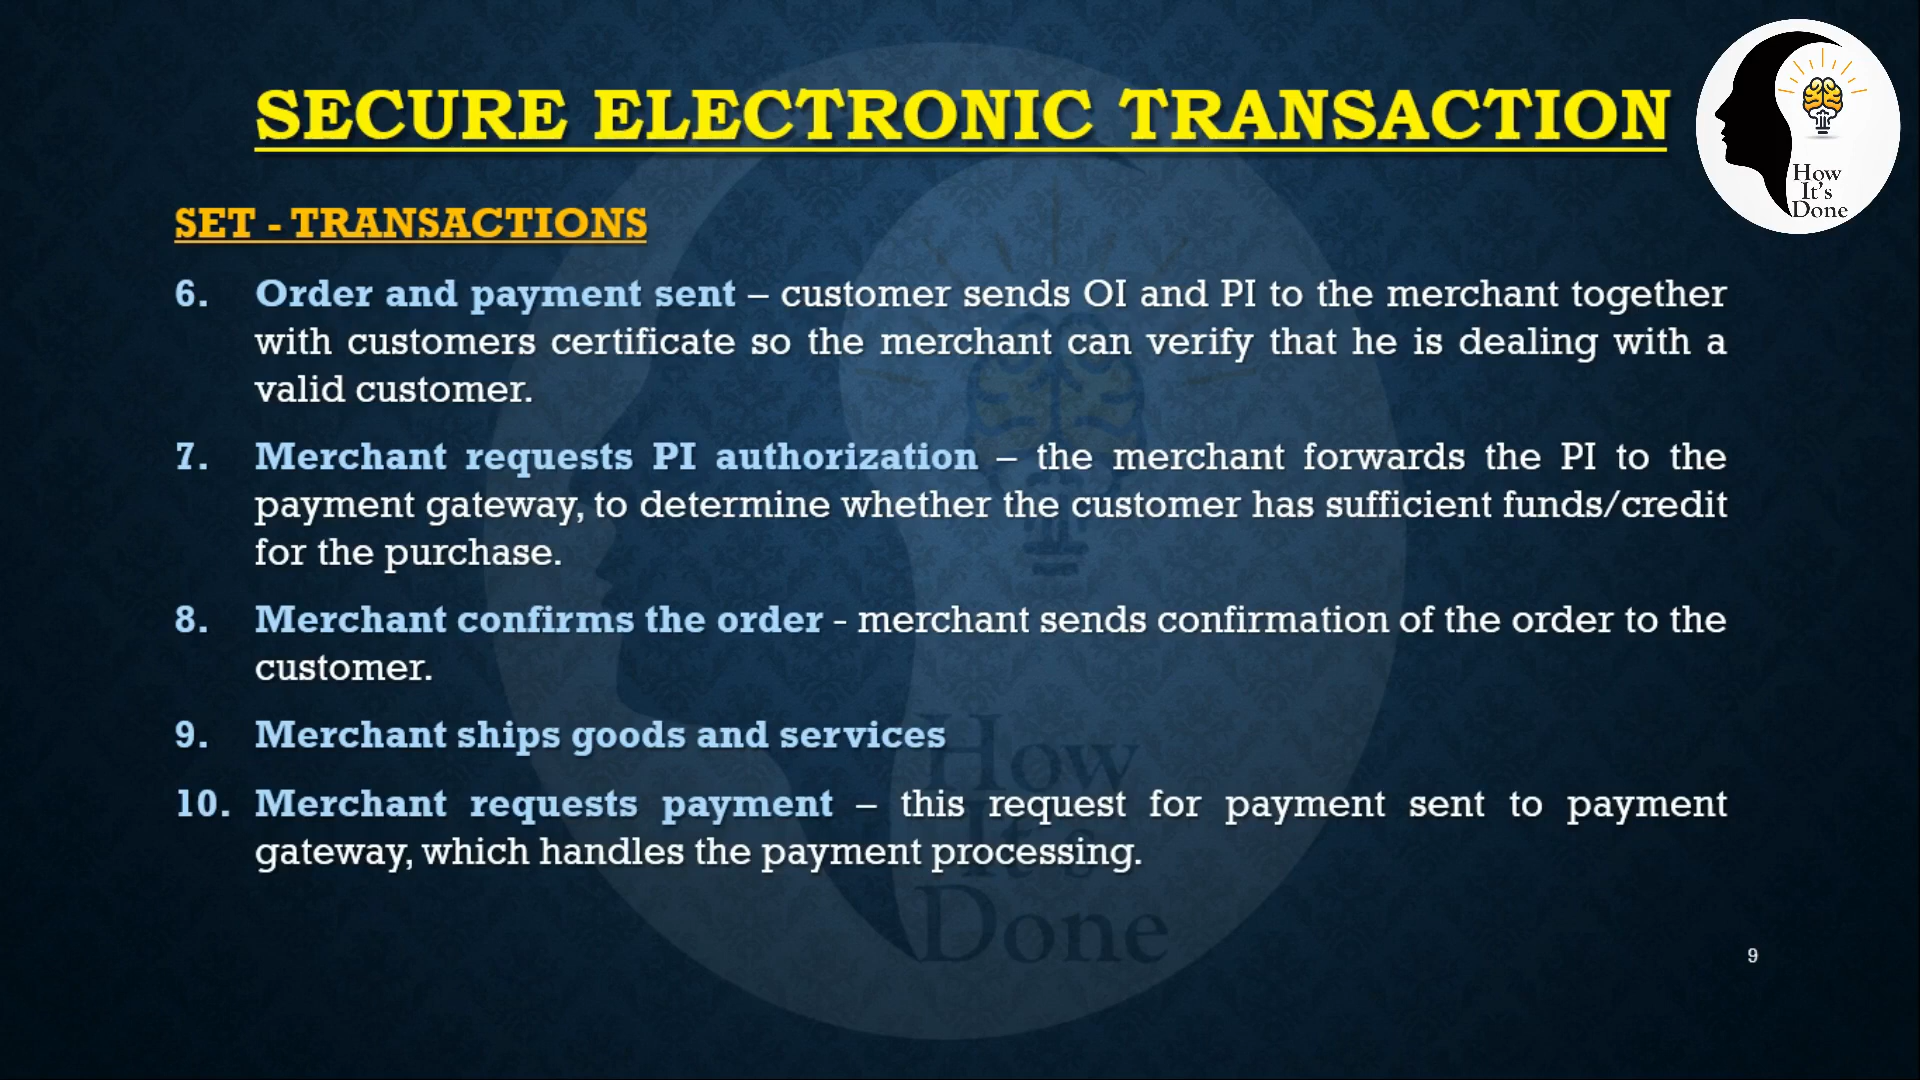 SECURE ELECTRONIC TRANSACTION
How
It's
Done
SET - TRANSACTIONS
6. Order and payment sent – customer sends OI and PI to the merchant together
with customers certificate so the merchant can verify that he is dealing with a
valid customer.
7. Merchant requests PI authorization – the merchant forwards the PI to the
payment gateway, to determine whether the customer has sufficient funds/credit
for the purchase.
8. Merchant confirms the order - merchant sends confirmation of the order to the
customer.
9. Merchant ships goods and services
10. Merchant requests payment – this request for payment sent to payment
gateway, which handles the payment processing.
How
It's
Done
9